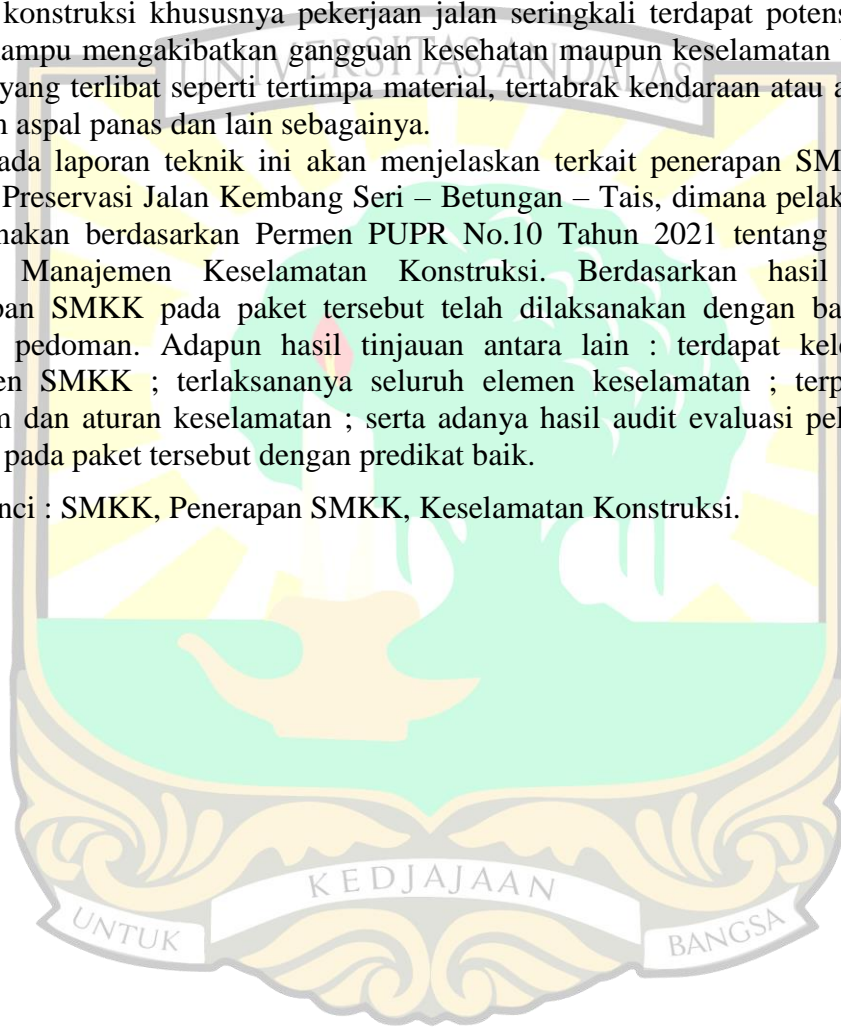 konstruksi khususnya pekerjaan jalan seringkali terdapat potens
ampu mengakibatkan gangguan kesehatan maupun keselamatan
yang terlibat seperti tertimpa material, tertabrak kendaraan atau a
n aspal panas dan lain sebagainya.
ada laporan teknik ini akan menjelaskan terkait penerapan SM
Preservasi Jalan Kembang Seri – Betungan – Tais, dimana pelak
nakan berdasarkan Permen PUPR No.10 Tahun 2021 tentang
Manajemen Keselamatan Konstruksi. Berdasarkan hasil
pan SMKK pada paket tersebut telah dilaksanakan dengan ba
pedoman. Adapun hasil tinjauan antara lain : terdapat kele
en SMKK ; terlaksananya seluruh elemen keselamatan ; terp
n dan aturan keselamatan ; serta adanya hasil audit evaluasi pel
pada paket tersebut dengan predikat baik.
nci : SMKK, Penerapan SMKK, Keselamatan Konstruksi.
UNIVERSITAS ANDALAS
UNTUK KEDJAJAAN BANGSA